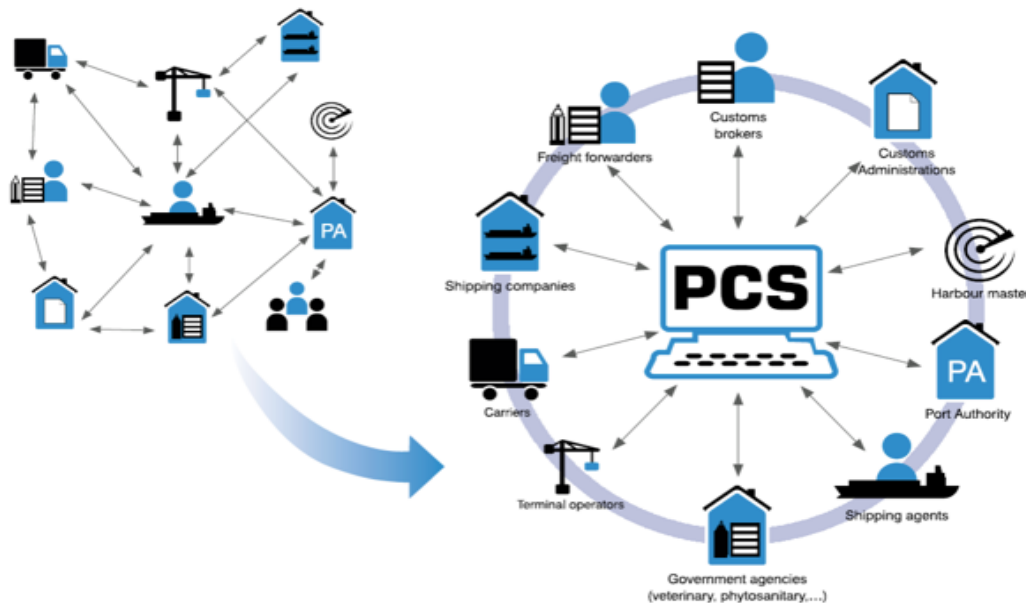 PA
Customs
brokers
Freight forwarders
Customs
Administrations
Shipping companies
PCS
Harbour master
PA
Carriers
Port Authority
Terminal operators
Shipping agents
Government agencies
(veterinary, phytosanitary,...)